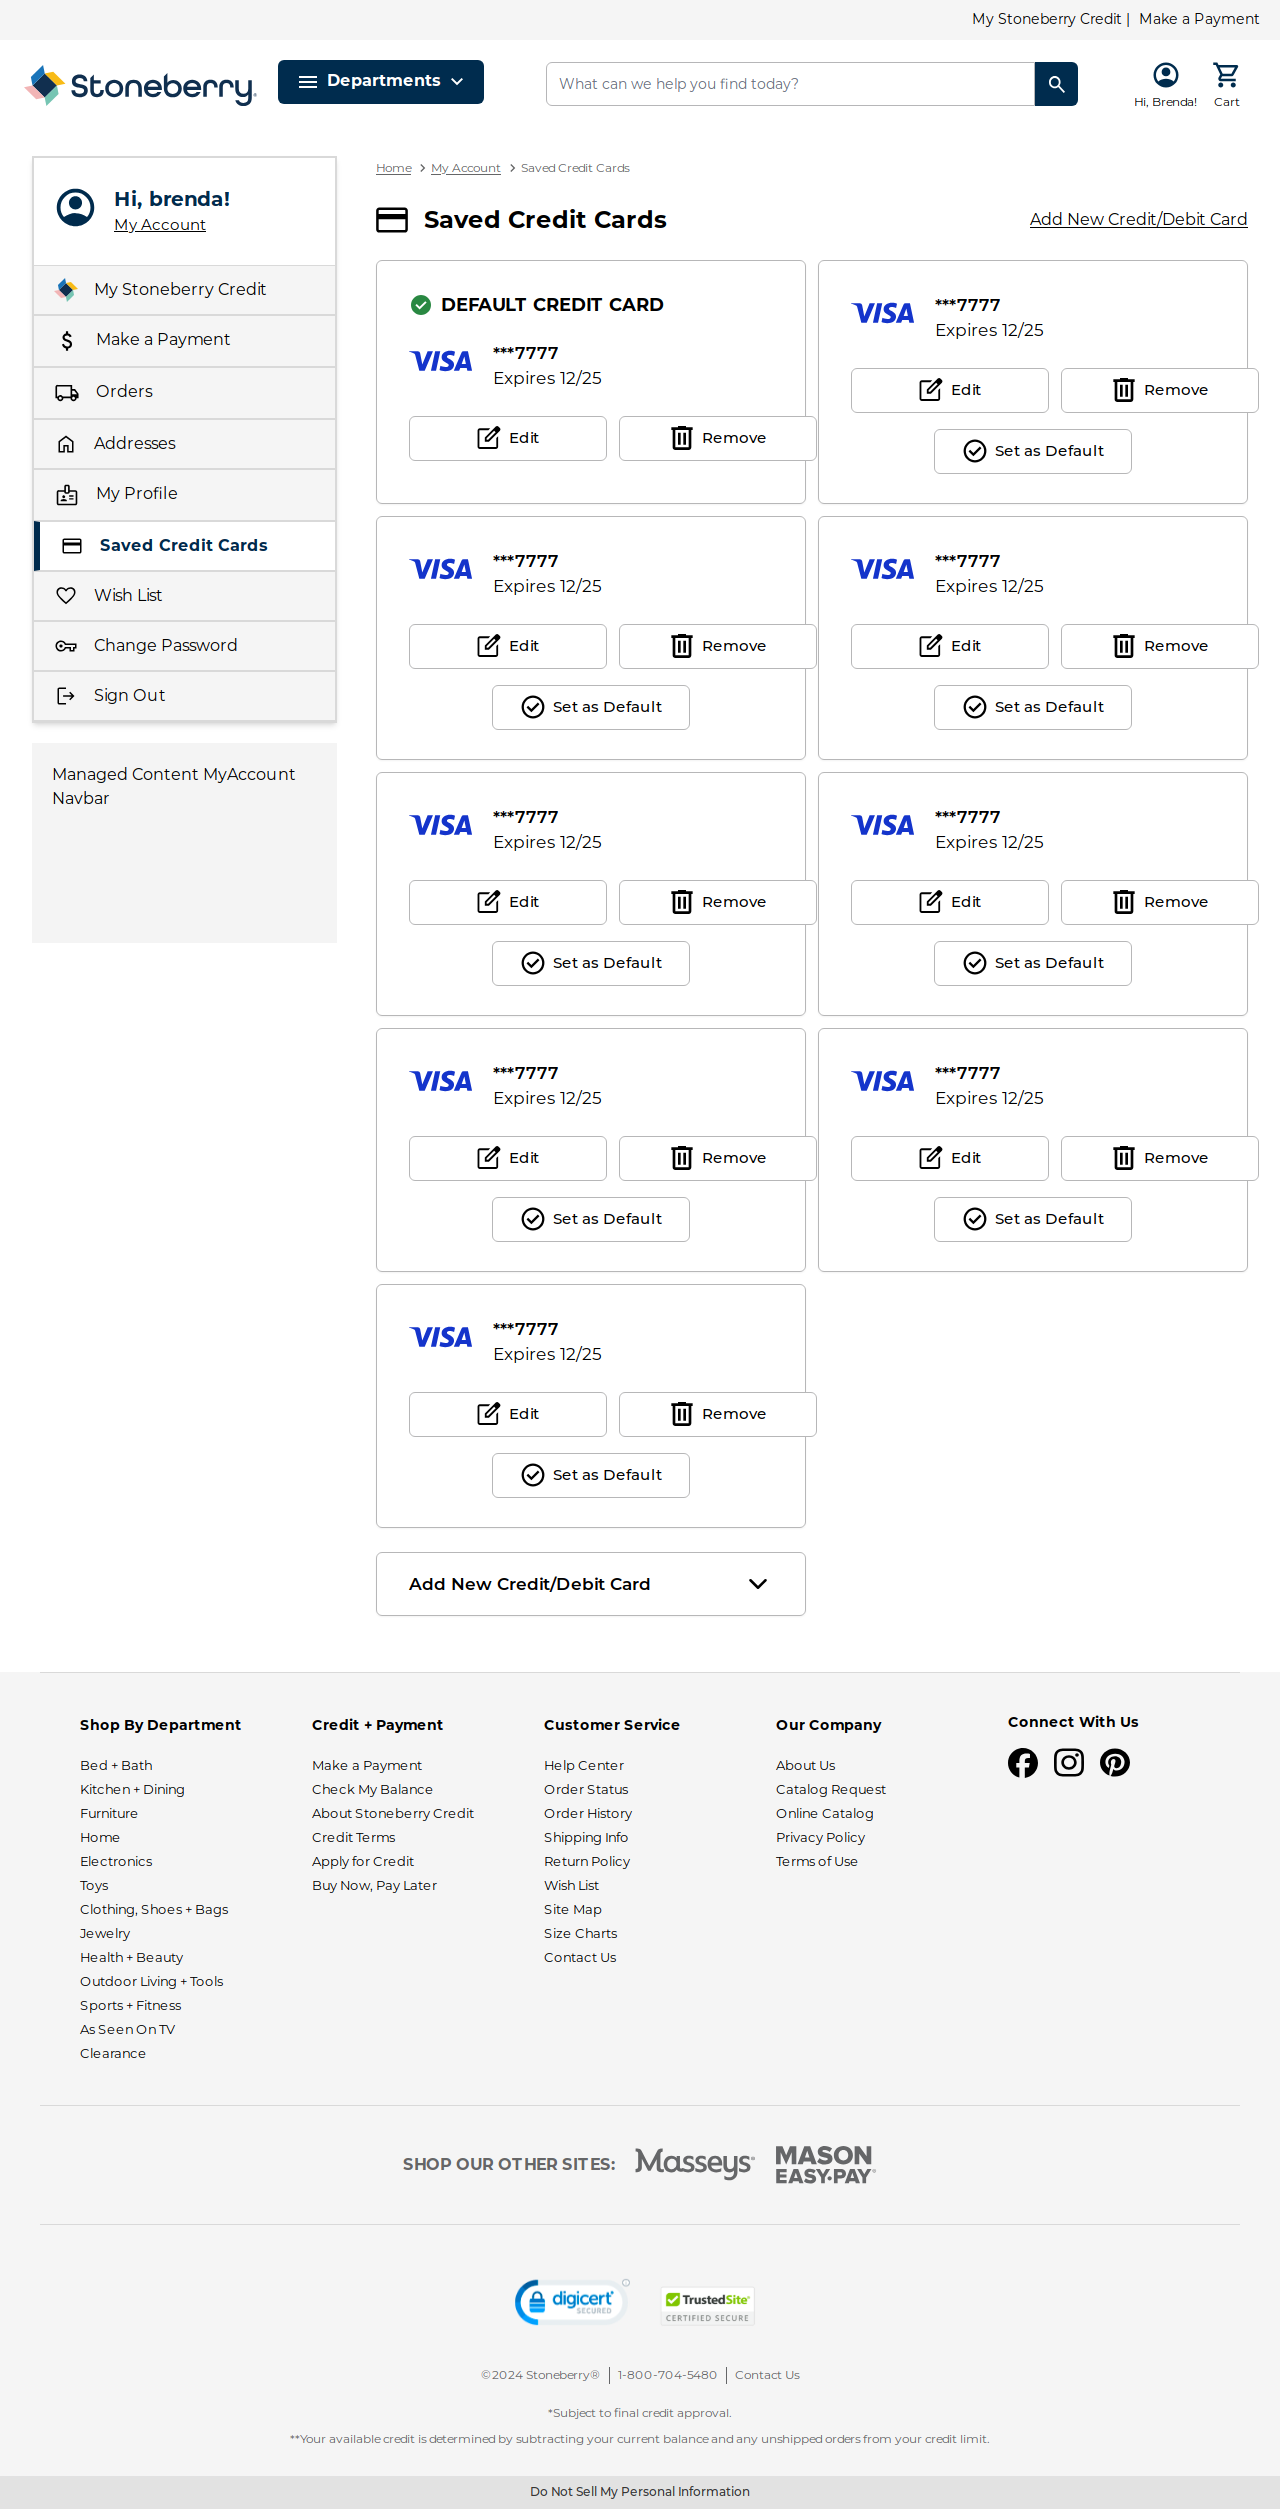 My Stoneberry Credit | Make a Payment
Stoneberry®
Departments
What can we help you find today?
Hi, Brenda!
Cart
Hi, brenda!
My Account
My Stoneberry Credit
Make a Payment
Orders
Addresses
My Profile
Saved Credit Cards
Wish List
Change Password
Sign Out
Managed Content MyAccount
Navbar
Home > My Account > Saved Credit Cards
Saved Credit Cards
Add New Credit/Debit Card
DEFAULT CREDIT CARD
VISA
***7777
Expires 12/25
Edit
Remove
VISA
***7777
Expires 12/25
Edit
Remove
Set as Default
VISA
***7777
Expires 12/25
Edit
Remove
Set as Default
VISA
***7777
Expires 12/25
Edit
Remove
Set as Default
VISA
***7777
Expires 12/25
Edit
Remove
Set as Default
VISA
***7777
Expires 12/25
Edit
Remove
Set as Default
VISA
***7777
Expires 12/25
Edit
Remove
Set as Default
VISA
***7777
Expires 12/25
Edit
Remove
Set as Default
VISA
***7777
Expires 12/25
Edit
Remove
Set as Default
Add New Credit/Debit Card
Shop By Department
Bed + Bath
Kitchen + Dining
Furniture
Home
Electronics
Toys
Clothing, Shoes + Bags
Jewelry
Health + Beauty
Outdoor Living + Tools
Sports + Fitness
As Seen On TV
Clearance
Credit + Payment
Make a Payment
Check My Balance
About Stoneberry Credit
Credit Terms
Apply for Credit
Buy Now, Pay Later
Customer Service
Help Center
Order Status
Order History
Shipping Info
Return Policy
Wish List
Site Map
Size Charts
Contact Us
Our Company
About Us
Catalog Request
Online Catalog
Privacy Policy
Terms of Use
Connect With Us
SHOP OUR OTHER SITES:
Masseys®
MASON
EASY•PAY®
digicert
SECURED
TrustedSite®
CERTIFIED SECURE
©2024 Stoneberry® | 1-800-704-5480 | Contact Us
*Subject to final credit approval.
**Your available credit is determined by subtracting your current balance and any unshipped orders from your credit limit.
Do Not Sell My Personal Information